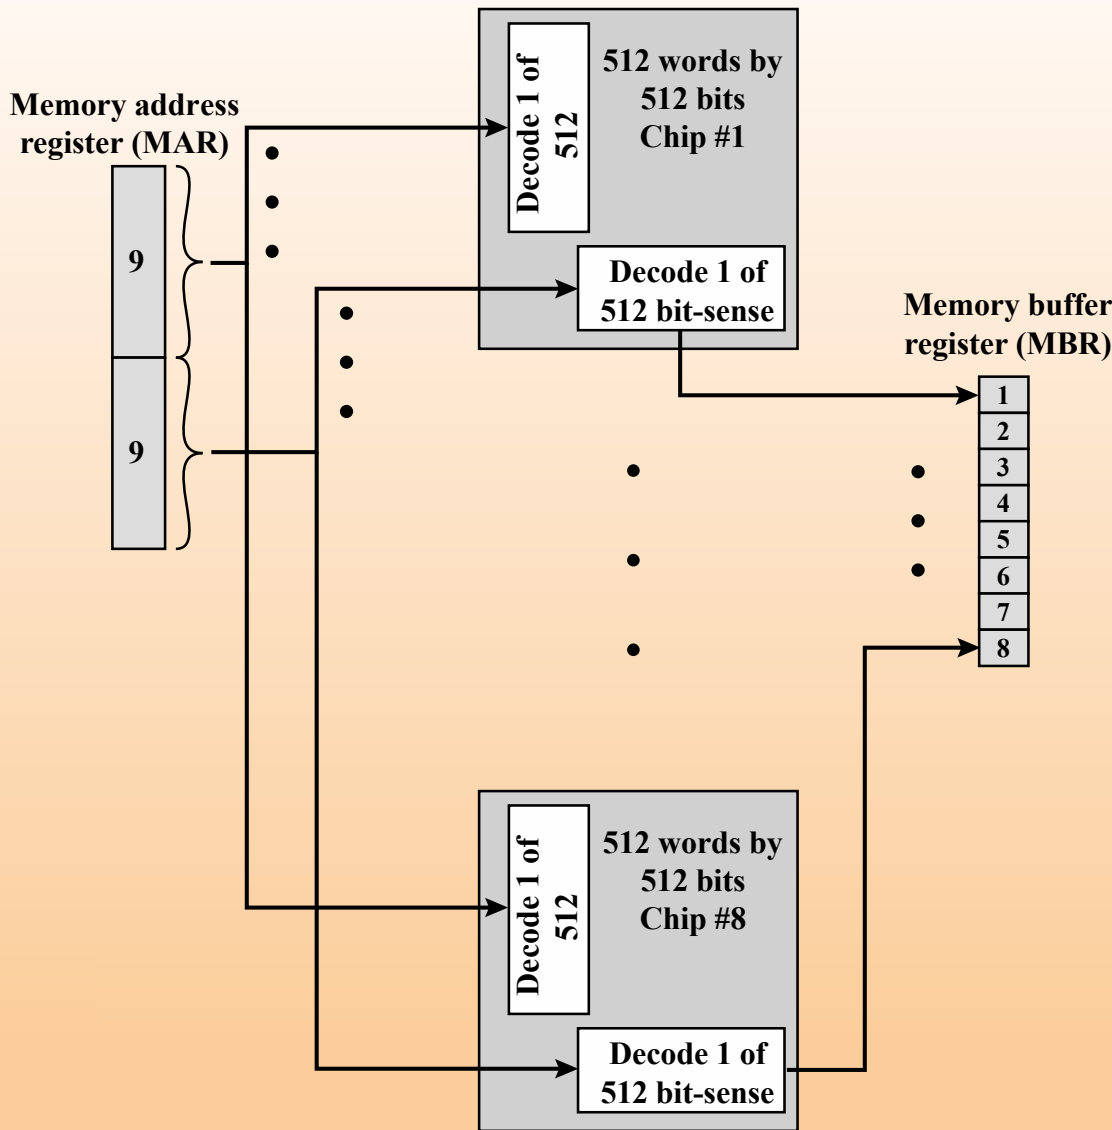 Memory address
register (MAR)
9
9
Decode 1 of
512
512 words by
512 bits
Chip #1
Decode 1 of
512 bit-sense
Memory buffer
register (MBR)
1
2
3
4
5
6
7
8
Decode 1 of
512
512 words by
512 bits
Chip #8
Decode 1 of
512 bit-sense